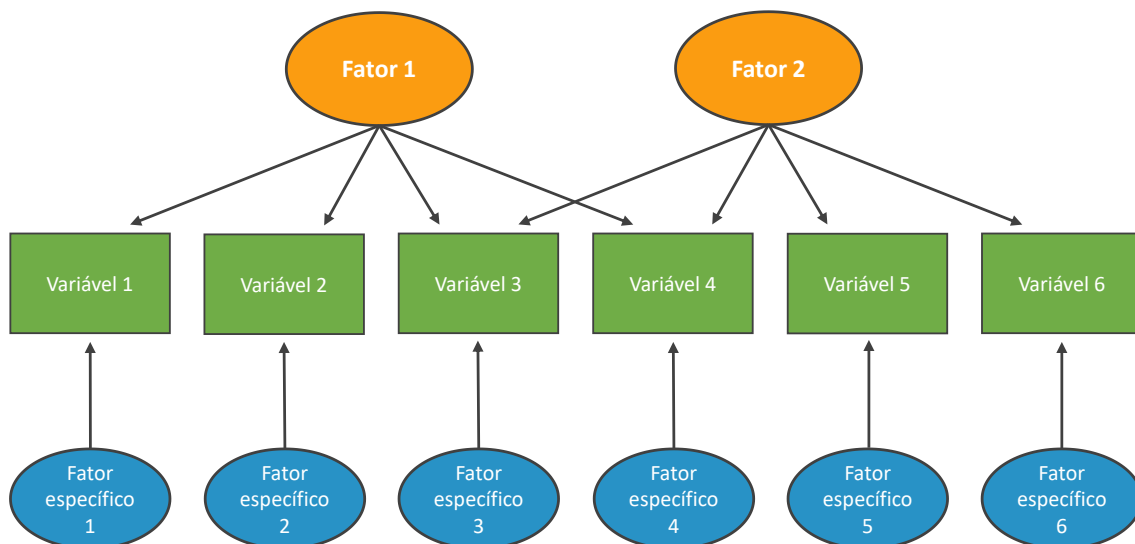 Fator 1
Fator 2
Variável 1
Variável 2
Variável 3
Variável 4
Variável 5
Variável 6
Fator
específico
1
Fator
específico
2
Fator
específico
3
Fator
específico
4
Fator
específico
5
Fator
específico
6